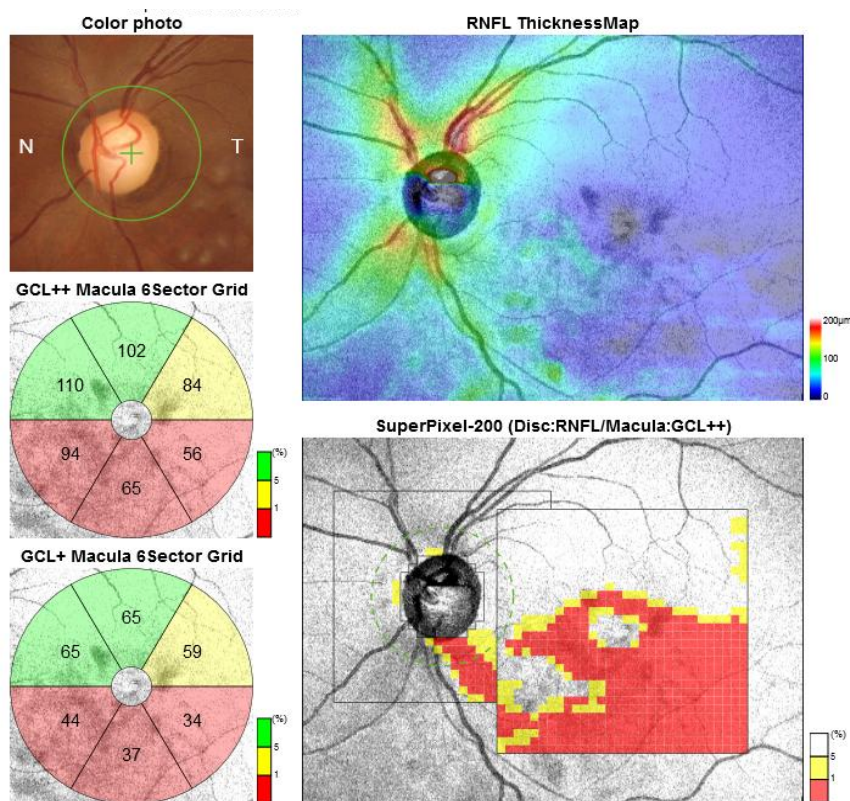 Color photo
N
T
RNFL ThicknessMap
200µm
100
0
GCL++ Macula 6Sector Grid
102
110
84
94
56
65
(%)
5
1
SuperPixel-200 (Disc:RNFL/Macula:GCL++)
(%)
5
1
GCL+ Macula 6Sector Grid
65
65
59
44
34
37
(%)
5
1